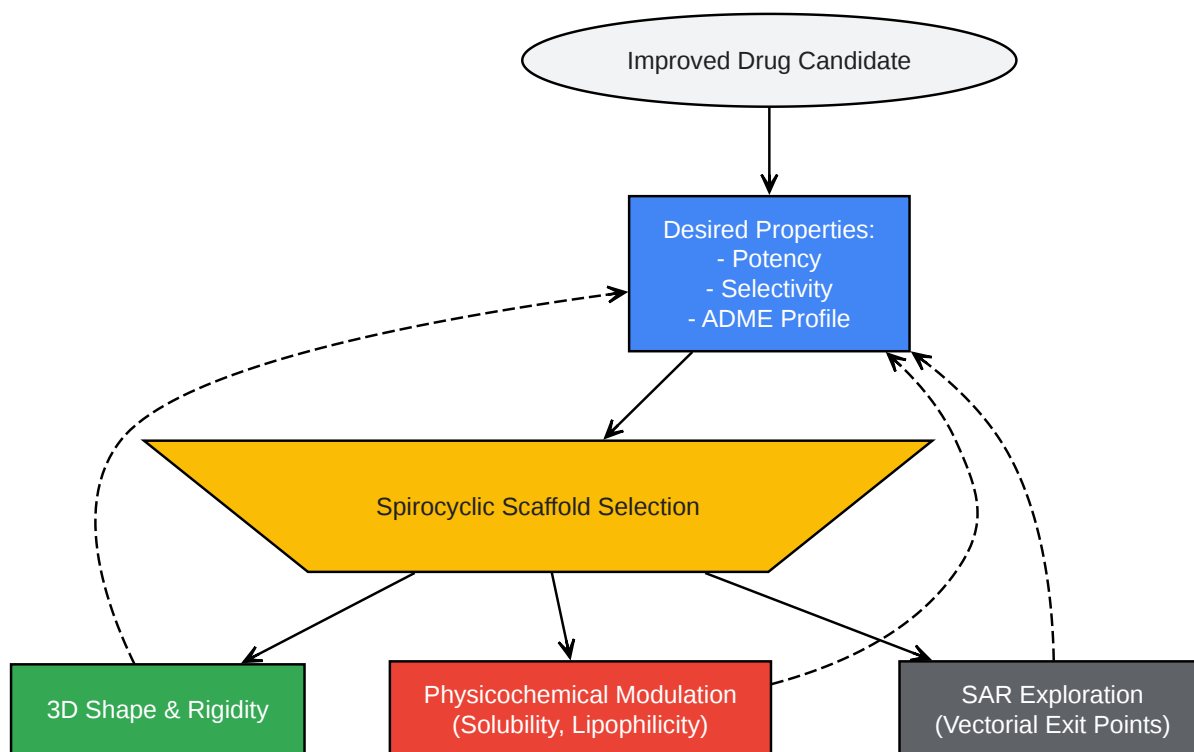 Improved Drug Candidate
Desired Properties:
- Potency
- Selectivity
- ADME Profile
Spirocyclic Scaffold Selection
3D Shape & Rigidity
Physicochemical Modulation
(Solubility, Lipophilicity)
SAR Exploration
(Vectorial Exit Points)